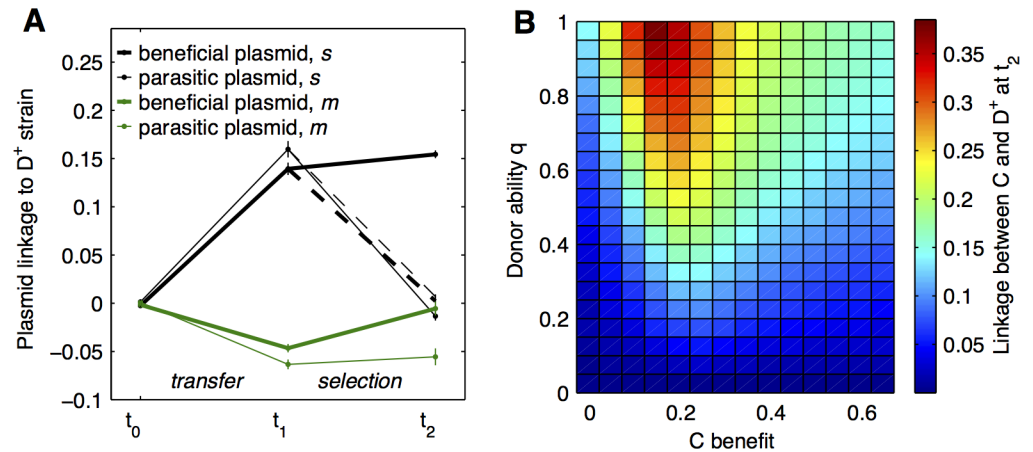 A
0.25
0.2
0.15
0.1
0.05
0
−0.05
−0.1
Plasmid linkage to D+ strain
beneficial plasmid, s
parasitic plasmid, s
beneficial plasmid, m
parasitic plasmid, m
transfer
selection
t0
t1
t2
B
1
0.8
0.6
0.4
0.2
0
Donor ability q
0
0.2
0.4
0.6
C benefit
0.35
0.3
0.25
0.2
0.15
0.1
0.05
Linkage between C and D+ at t2